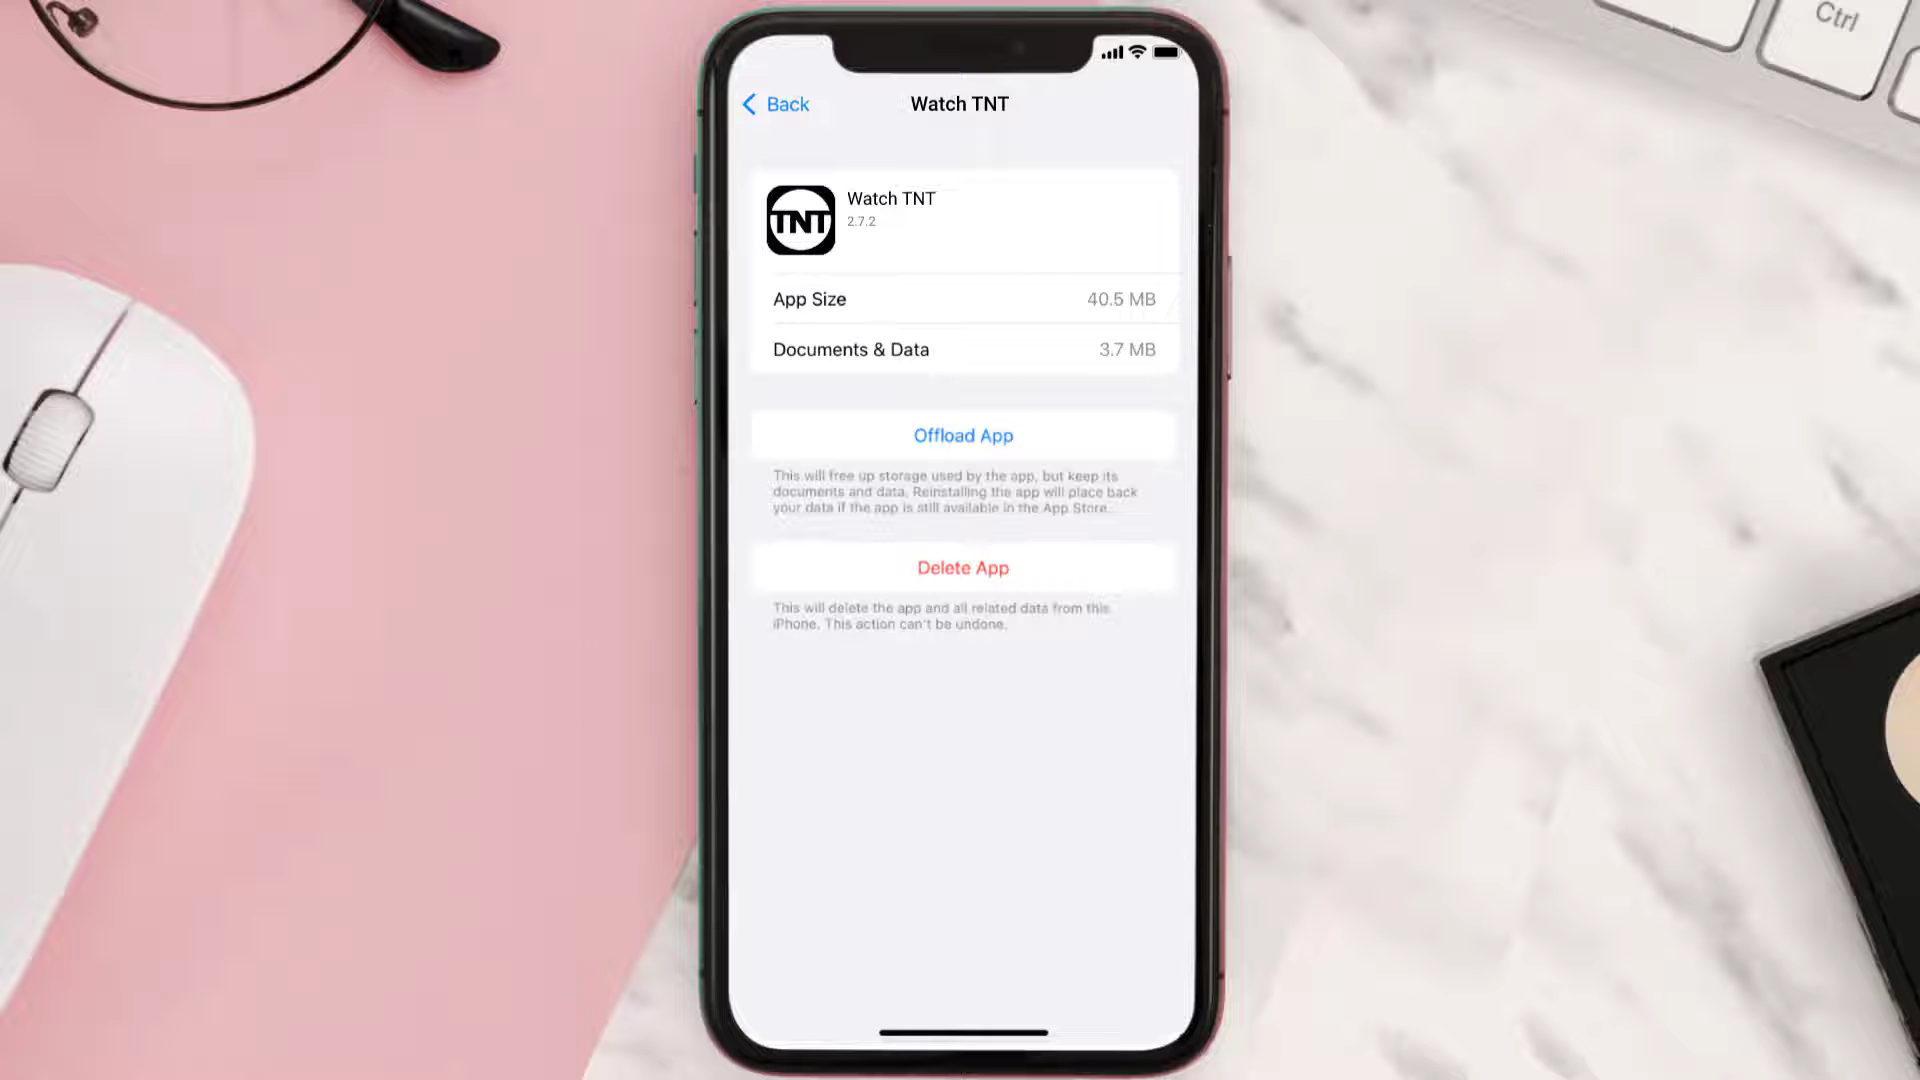 Ctrl
Back
Watch TNT
TNT
Watch TNT
2.7.2
App Size
40.5 MB
Documents & Data
3.7 MB
Offload App
This will free up storage used by the app, but keep its
documents and data. Reinstalling the app will place back
your data if the app is still available in the App Store.
Delete App
This will delete the app and all related data from this
iPhone. This action can't be undone.